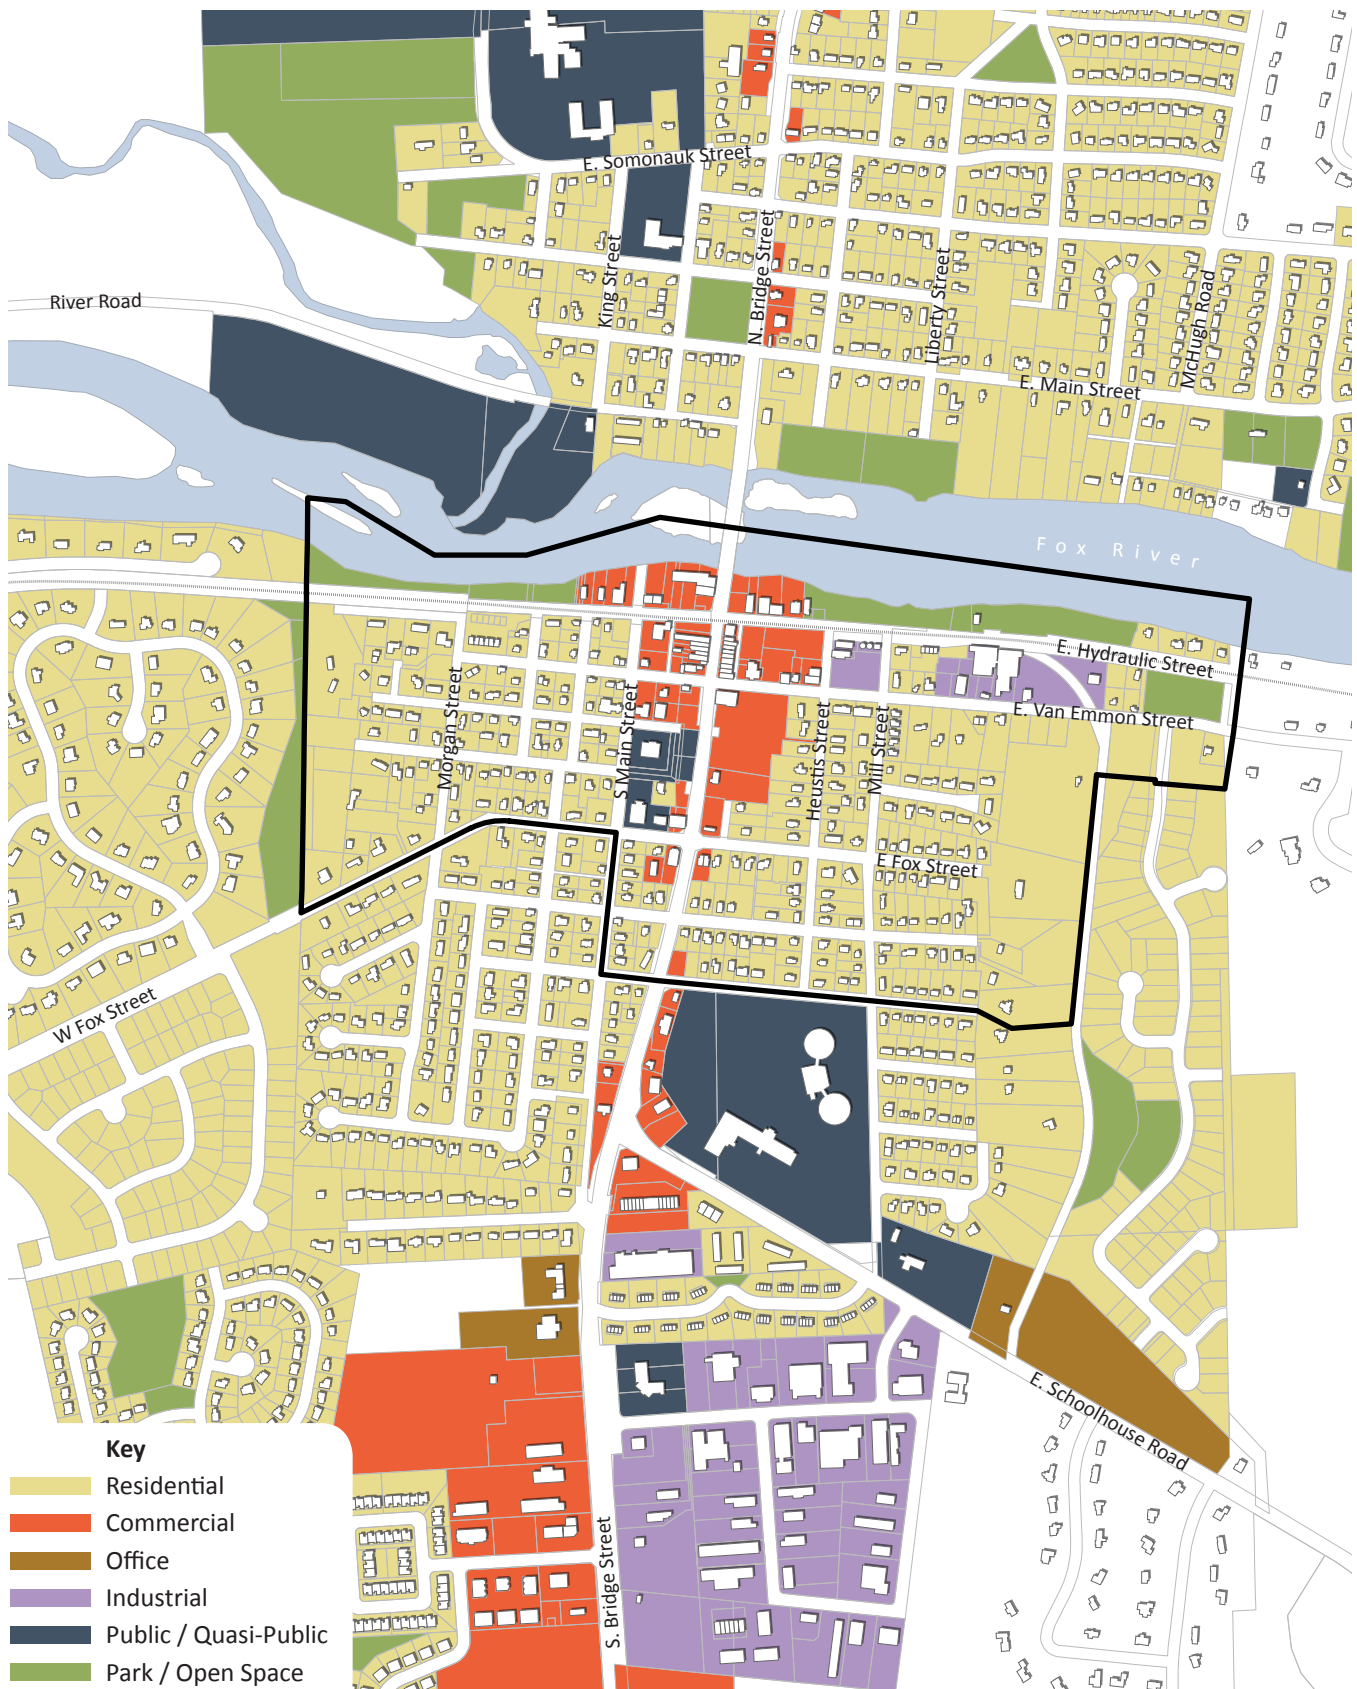 E. Somonauk Street
N. Bridge Street
King Street
Liberty Street
McHugh Road
River Road
E. Main Street
Fox River
E. Hydraulic Street
E. Van Emmon Street
Morgan Street
S. Main Street
Heustis Street
Mill Street
E Fox Street
W Fox Street
E. Schoolhouse Road
S. Bridge Street
Key
Residential
Commercial
Office
Industrial
Public / Quasi-Public
Park / Open Space